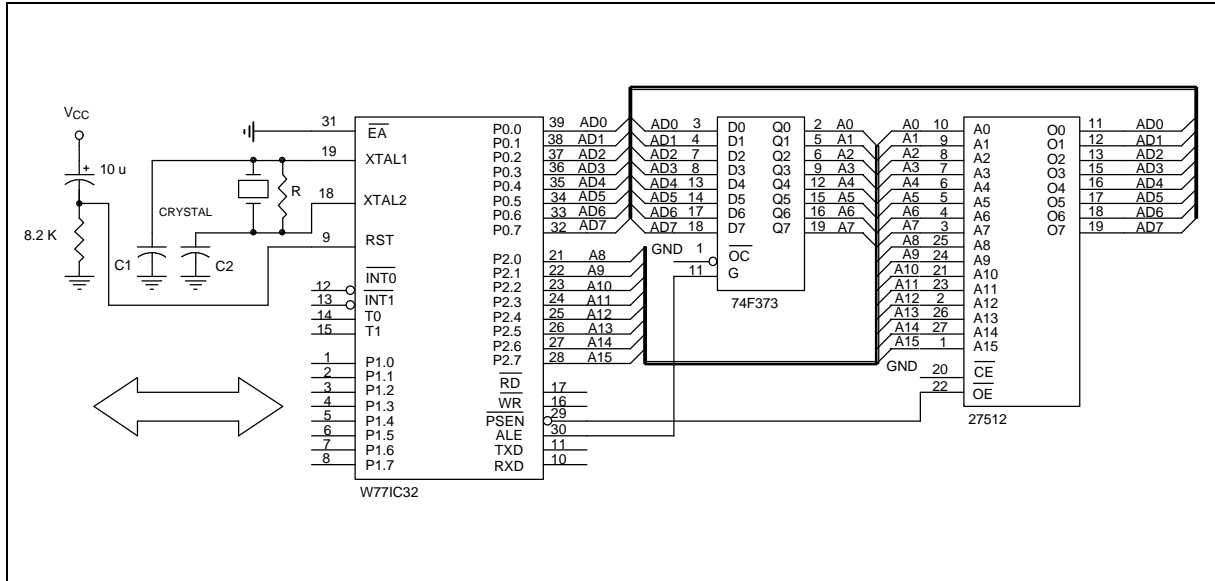 VCC
10 u
8.2 K
C1
C2
CRYSTAL
R
31 EA
19 XTAL1
18 XTAL2
9 RST
12 INT0
13 INT1
14 T0
15 T1
1 P1.0
2 P1.1
3 P1.2
4 P1.3
5 P1.4
6 P1.5
7 P1.6
8 P1.7
P0.0 39 AD0
P0.1 38 AD1
P0.2 37 AD2
P0.3 36 AD3
P0.4 35 AD4
P0.5 34 AD5
P0.6 33 AD6
P0.7 32 AD7
P2.0 21 A8
P2.1 22 A9
P2.2 23 A10
P2.3 24 A11
P2.4 25 A12
P2.5 26 A13
P2.6 27 A14
P2.7 28 A15
RD 17
WR 16
PSEN 29
ALE 30
TXD 11
RXD 10
W77IC32
AD0 3 D0 Q0 2 A0
AD1 4 D1 Q1 5 A1
AD2 7 D2 Q2 6 A2
AD3 8 D3 Q3 9 A3
AD4 13 D4 Q4 12 A4
AD5 14 D5 Q5 15 A5
AD6 17 D6 Q6 16 A6
AD7 18 D7 Q7 19 A7
GND 1 OC
11 G
74F373
A0 10 A0 O0 11 AD0
A1 9 A1 O1 12 AD1
A2 8 A2 O2 13 AD2
A3 7 A3 O3 15 AD3
A4 6 A4 O4 16 AD4
A5 5 A5 O5 17 AD5
A6 4 A6 O6 18 AD6
A7 3 A7 O7 19 AD7
A8 25 A8
A9 24 A9
A10 21 A10
A11 23 A11
A12 2 A12
A13 26 A13
A14 27 A14
A15 1 A15
GND 20 CE
22 OE
27512